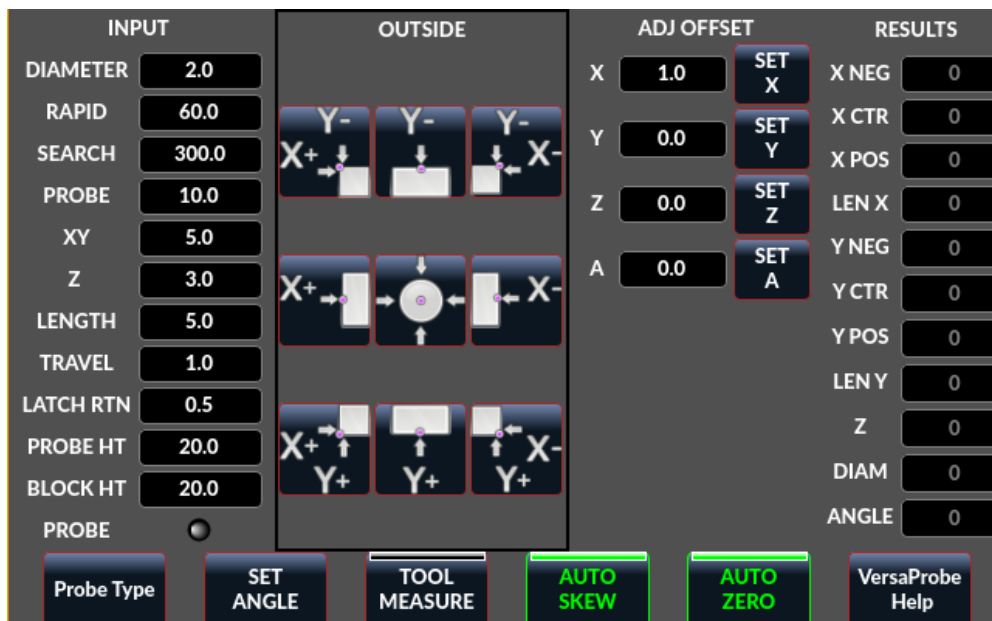 INPUT
DIAMETER 2.0
RAPID 60.0
SEARCH 300.0
PROBE 10.0
XY 5.0
Z 3.0
LENGTH 5.0
TRAVEL 1.0
LATCH RTN 0.5
PROBE HT 20.0
BLOCK HT 20.0
PROBE
OUTSIDE
Y- Y- Y-
X+ X-
X+ X-
X+ X-
Y+ Y+ Y+
ADJ OFFSET
X 1.0 SET X
Y 0.0 SET Y
Z 0.0 SET Z
A 0.0 SET A
RESULTS
X NEG 0
X CTR 0
X POS 0
LEN X 0
Y NEG 0
Y CTR 0
Y POS 0
LEN Y 0
Z 0
DIAM 0
ANGLE 0
Probe Type
SET
ANGLE
TOOL
MEASURE
AUTO
SKEW
AUTO
ZERO
VersaProbe
Help